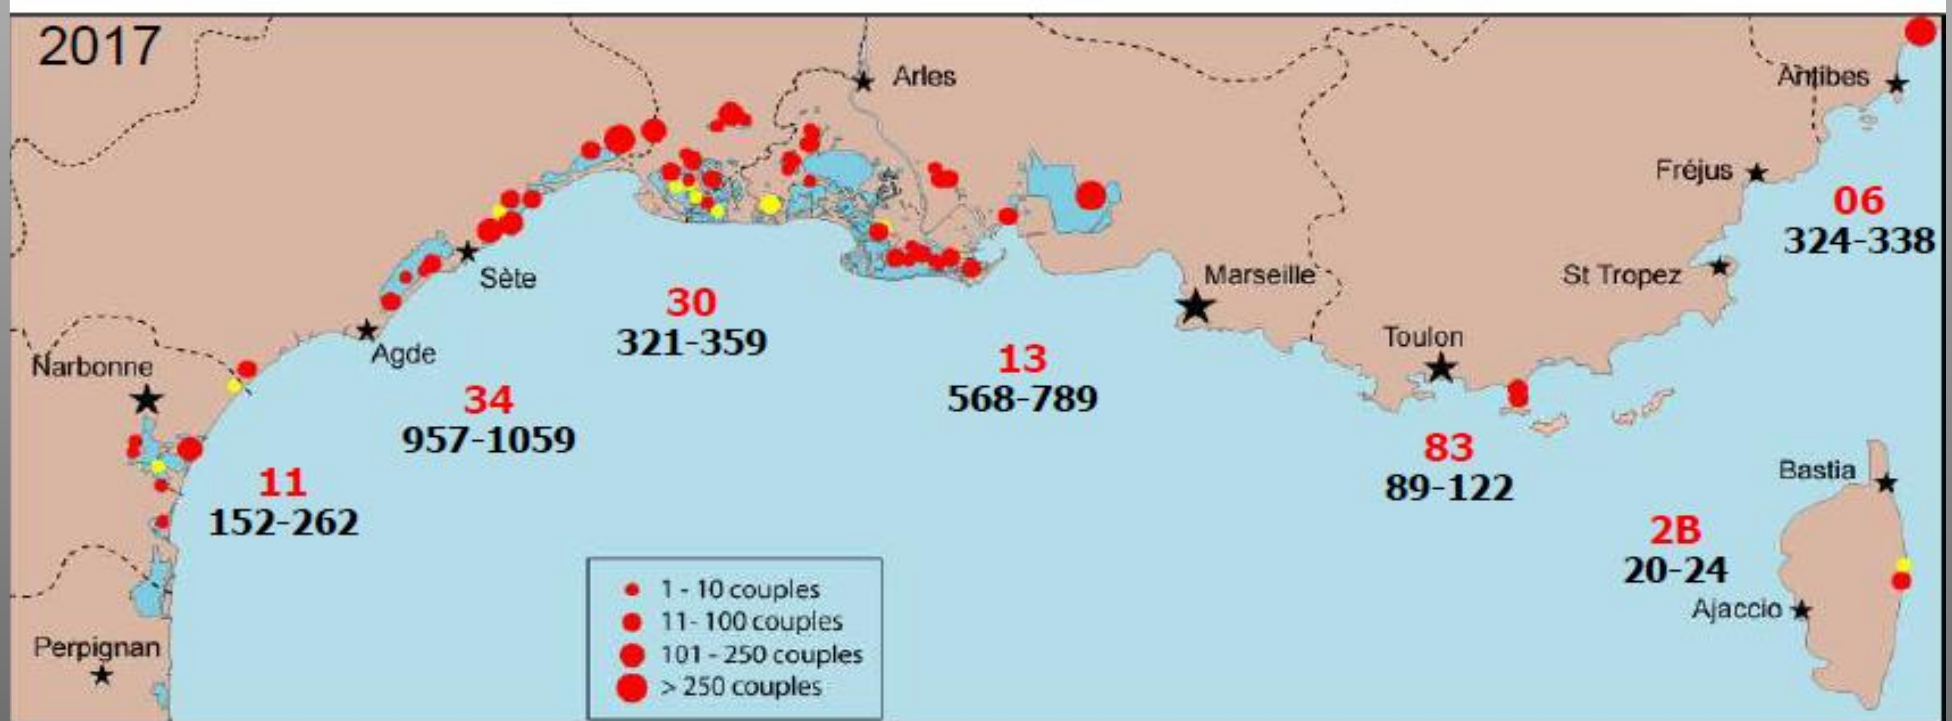 2017
Arles
Antibes
Fréjus
06
324-338
St Tropez
Marseille
Sète
30
321-359
Toulon
13
568-789
Agde
Narbonne
34
957-1059
83
89-122
11
152-262
Bastia
2B
20-24
Ajaccio
Perpignan
1 - 10 couples
11- 100 couples
101 - 250 couples
> 250 couples